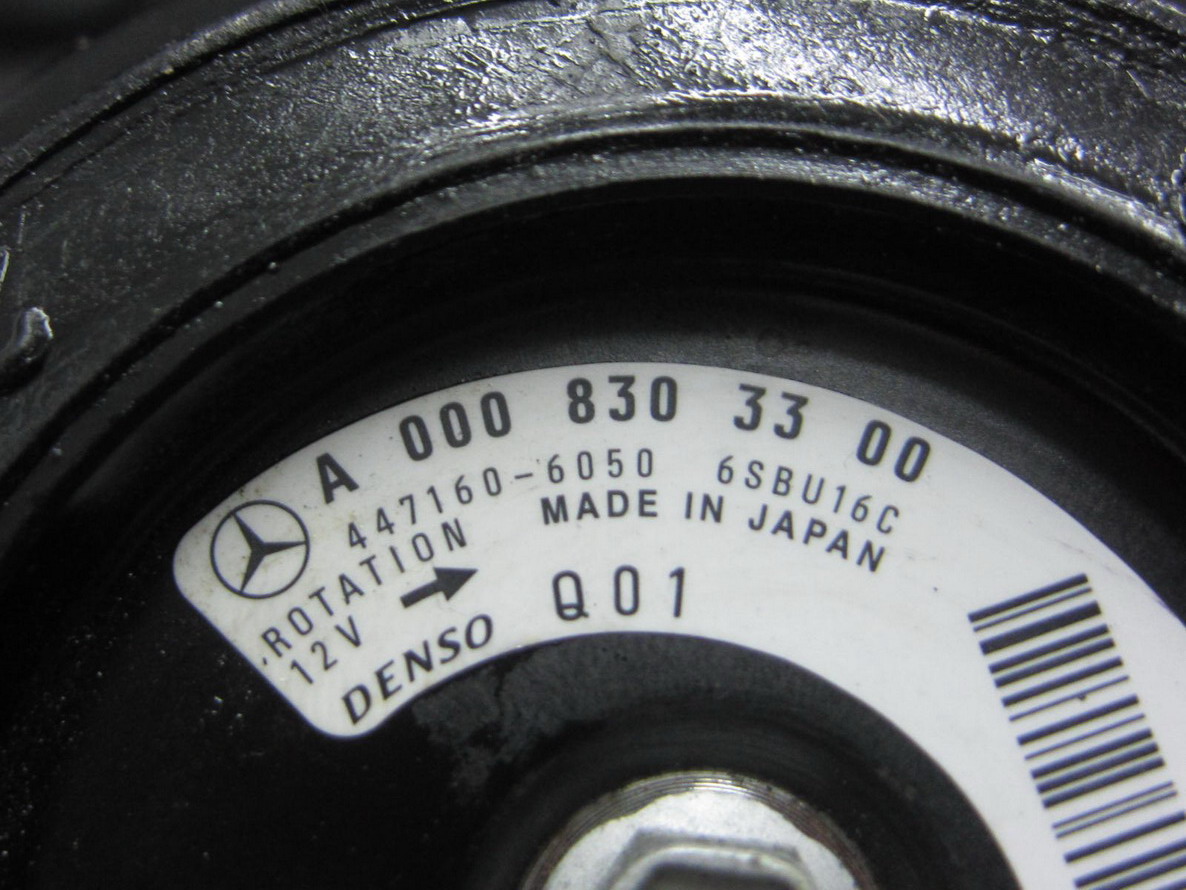 A 000 830 33 00
447160-6050 6SBU16C
ROTATION
MADE IN JAPAN
12V
DENSO
Q01